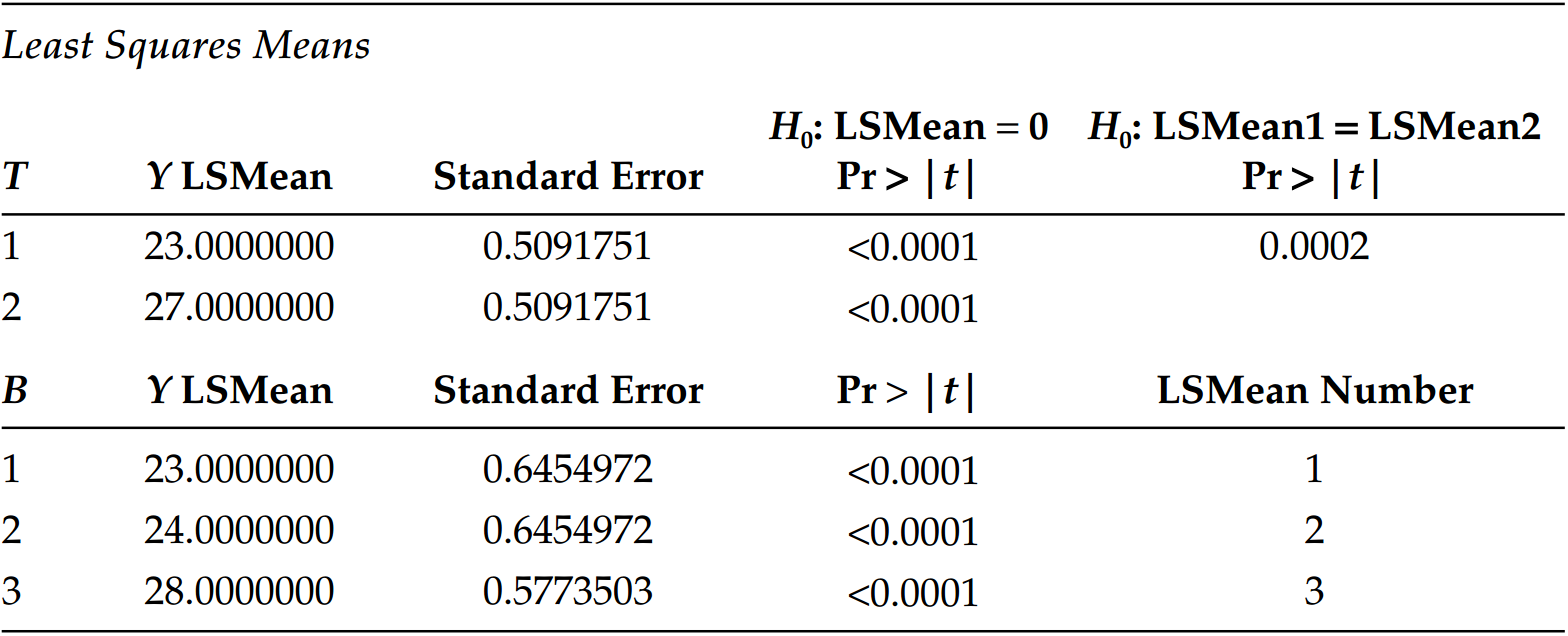 Least Squares Means
H₀: LSMean = 0 H₀: LSMean1 = LSMean2
T Y LSMean Standard Error Pr > |t| Pr > |t|
1 23.0000000 0.5091751 <0.0001 0.0002
2 27.0000000 0.5091751 <0.0001
B Y LSMean Standard Error Pr > |t| LSMean Number
1 23.0000000 0.6454972 <0.0001 1
2 24.0000000 0.6454972 <0.0001 2
3 28.0000000 0.5773503 <0.0001 3